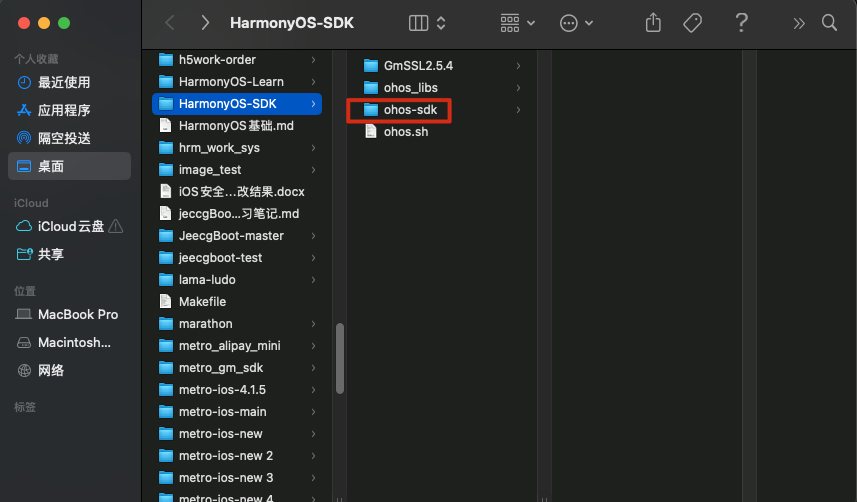 HarmonyOS-SDK
个人收藏
最近使用
应用程序
隔空投送
桌面
iCloud
iCloud云盘
共享
位置
MacBook Pro
Macintosh...
网络
标签
h5work-order
HarmonyOS-Learn
HarmonyOS-SDK
HarmonyOS基础.md
hrm_work_sys
image_test
iOS安全...改结果.docx
jeccgBoo...习笔记.md
JeecgBoot-master
jeecgboot-test
lama-ludo
Makefile
marathon
metro_alipay_mini
metro_gm_sdk
metro-ios-4.1.5
metro-ios-main
metro-ios-new
metro-ios-new 2
metro-ios-new 3
metro-ios-new 4
GmSSL2.5.4
ohos_libs
ohos-sdk
ohos.sh